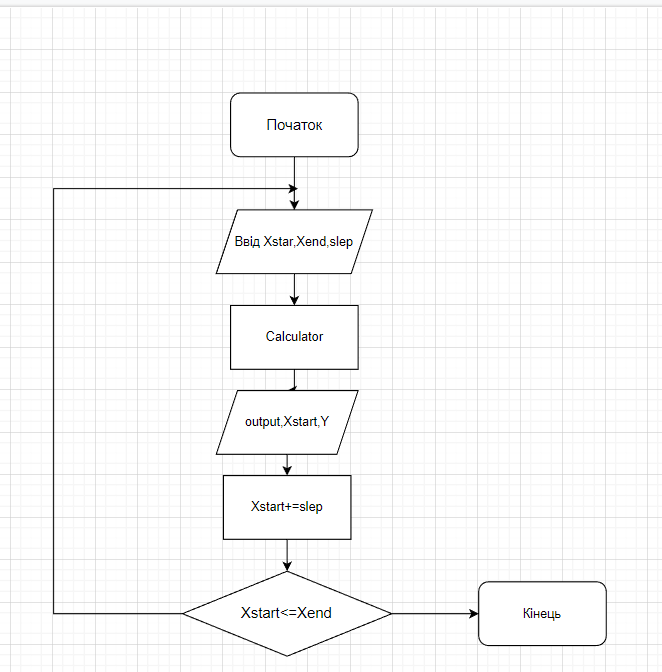 Початок
Ввід Xstar,Xend,slep
Calculator
output,Xstart,Y
Xstart+=slep
Xstart<=Xend
Кінець